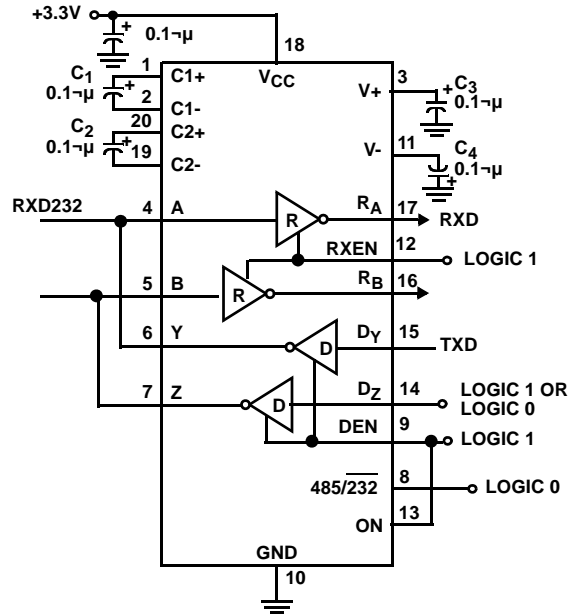 +3.3V
+
0.1¬µ
18
VCC
1
C1
0.1¬µ
+
C1+
2
C1-
20
C2
0.1¬µ
+
C2+
19
C2-
3
V+
+
C3
0.1¬µ
11
V-
C4
0.1¬µ
+
RXD232
4
A
R
RA
17
RXD
RXEN
12
LOGIC 1
5
B
R
RB
16
6
Y
D
DY
15
TXD
7
Z
D
DZ
14
LOGIC 1 OR
LOGIC 0
DEN
9
LOGIC 1
485/232
8
LOGIC 0
13
ON
GND
10